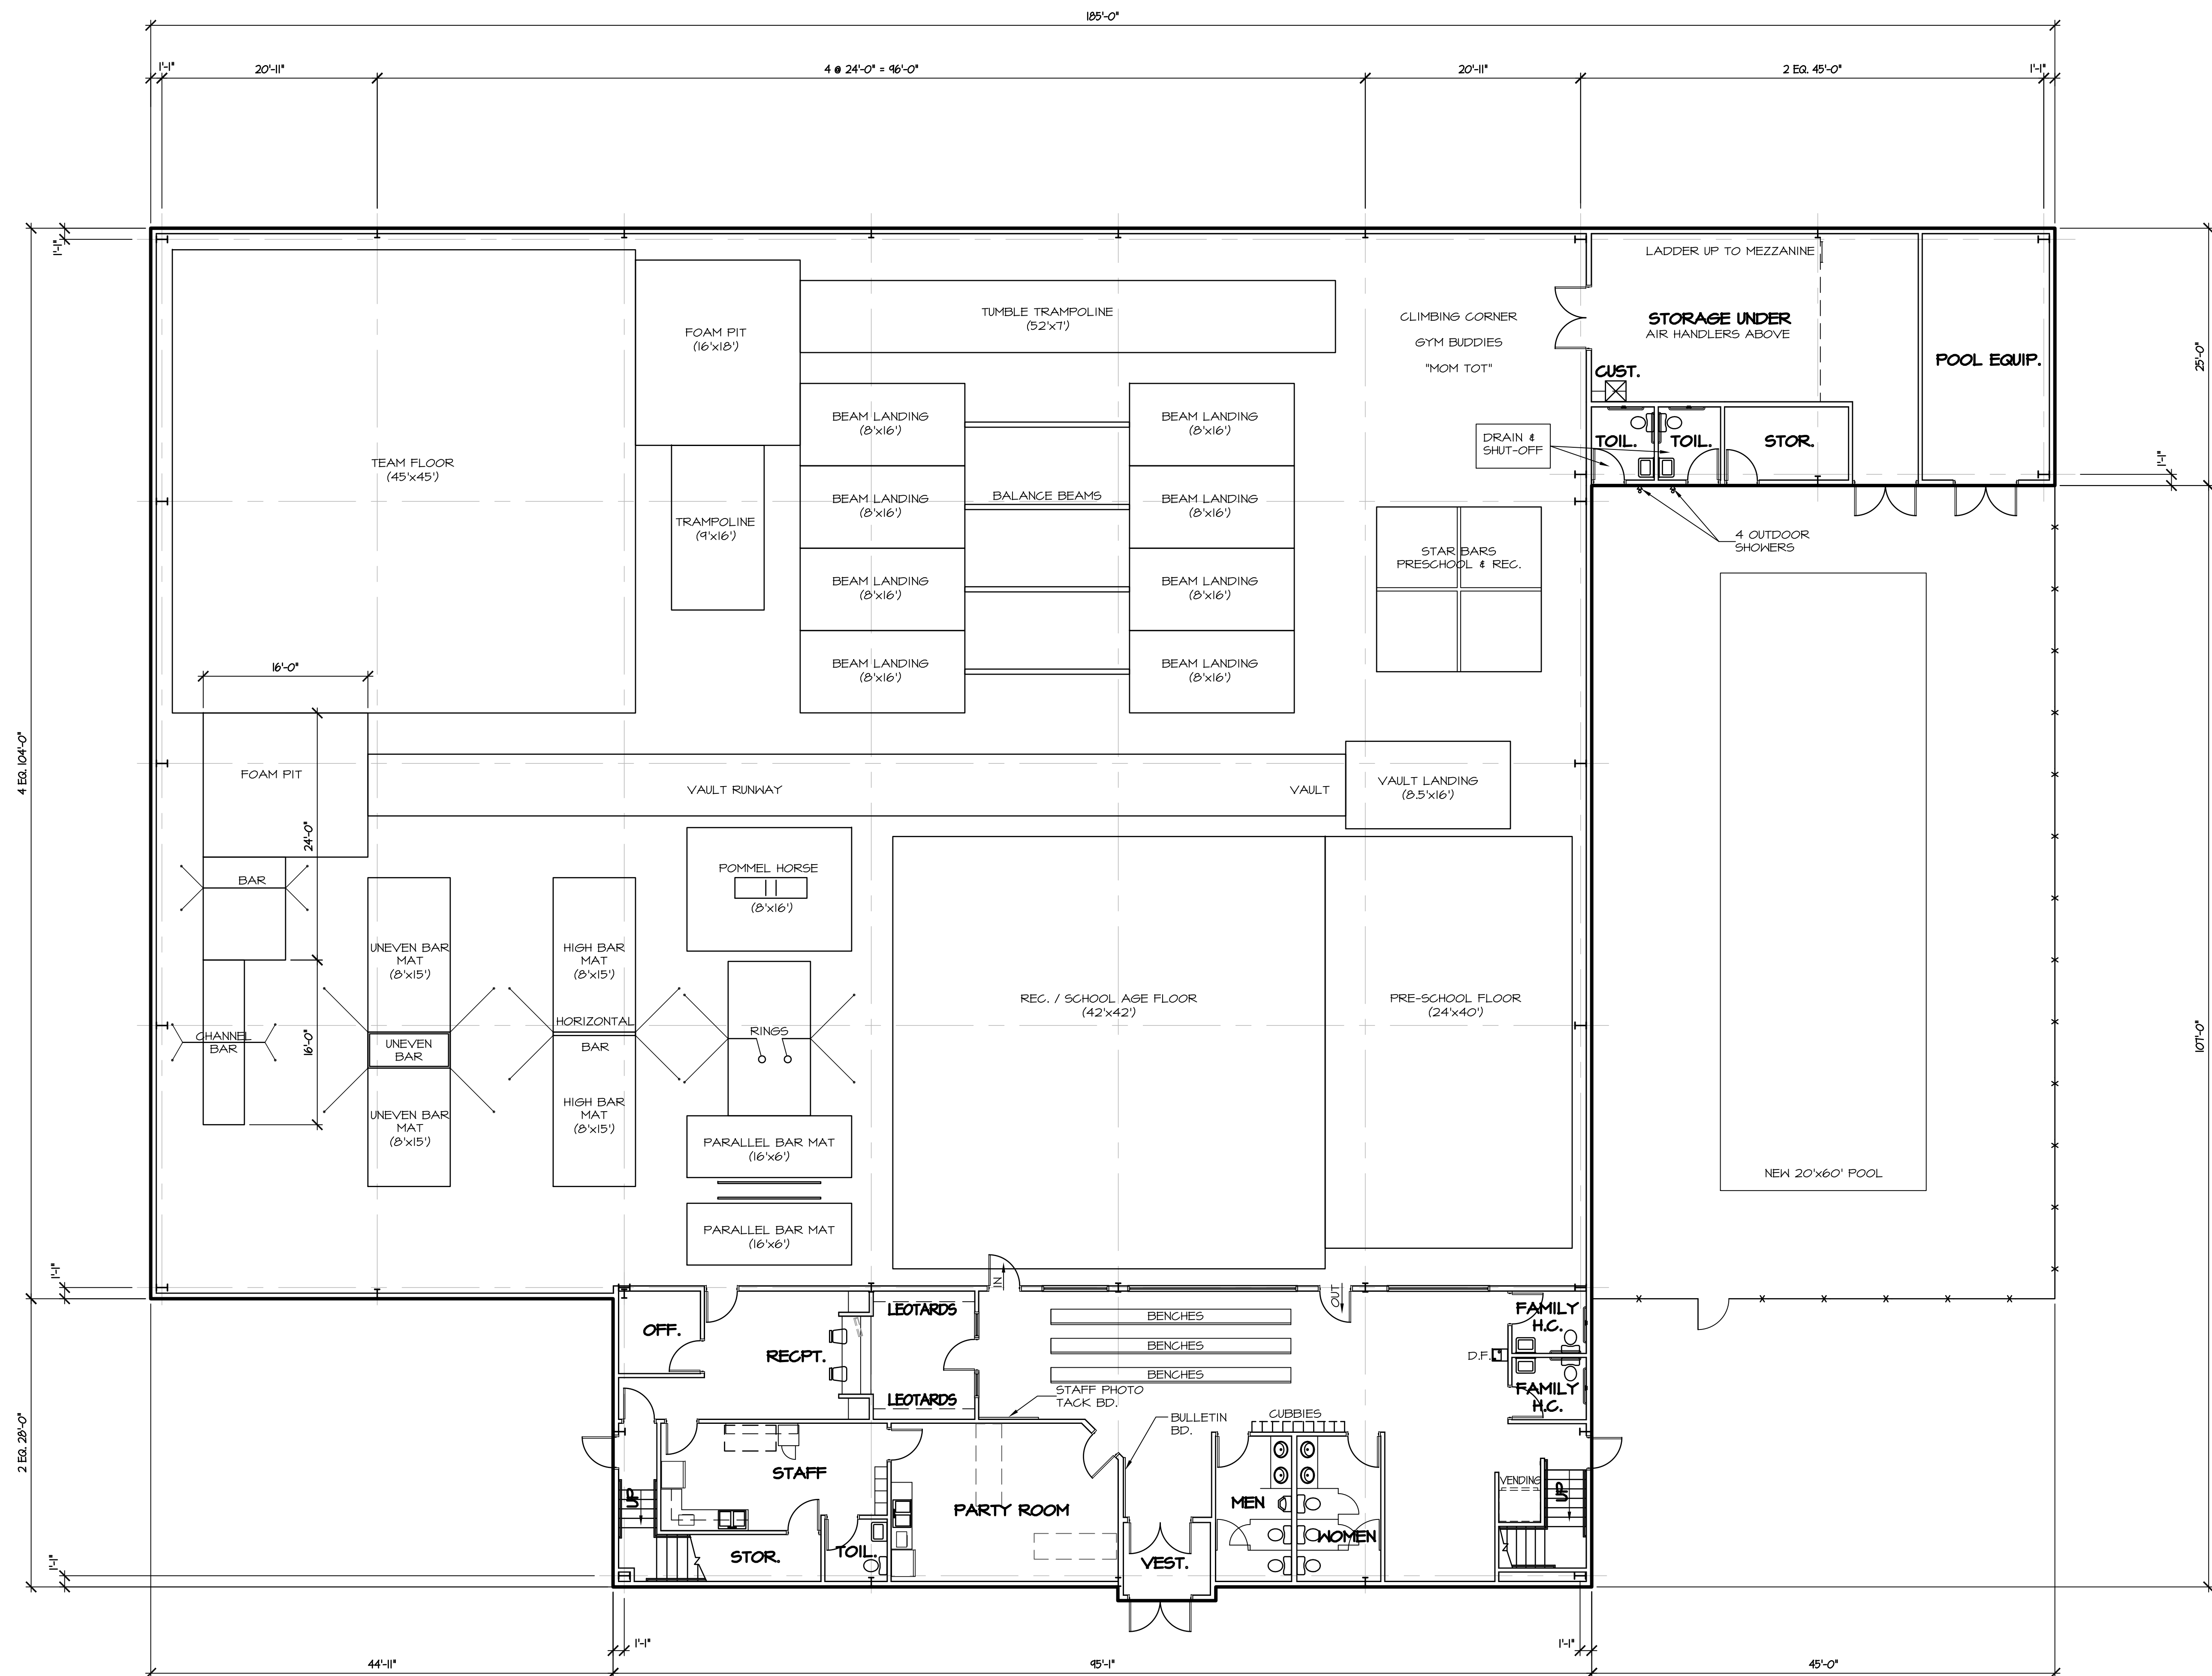 185'-0"
1'-1"
20'-11"
4 @ 24'-0" = 96'-0"
20'-11"
2 EQ. 45'-0"
1'-1"
1'-1"
4 EQ. 104'-0"
25'-0"
1'-1"
LADDER UP TO MEZZANINE
STORAGE UNDER
AIR HANDLERS ABOVE
POOL EQUIP.
CUST.
TOIL.
TOIL.
STOR.
DRAIN &
SHUT-OFF
4 OUTDOOR
SHOWERS
TUMBLE TRAMPOLINE
(52'x7')
CLIMBING CORNER
GYM BUDDIES
"MOM TOT"
FOAM PIT
(16'x18')
TEAM FLOOR
(45'x45')
TRAMPOLINE
(9'x16')
BEAM LANDING
(8'x16')
BEAM LANDING
(8'x16')
BEAM LANDING
(8'x16')
BALANCE BEAMS
BEAM LANDING
(8'x16')
BEAM LANDING
(8'x16')
BEAM LANDING
(8'x16')
BEAM LANDING
(8'x16')
BEAM LANDING
(8'x16')
STAR BARS
PRESCHOOL & REC.
16'-0"
FOAM PIT
24'-0"
VAULT RUNWAY
VAULT
VAULT LANDING
(8.5'x16')
BAR
POMMEL HORSE
(8'x16')
UNEVEN BAR
MAT
(8'x15')
HIGH BAR
MAT
(8'x15')
REC. / SCHOOL AGE FLOOR
(42'x42')
PRE-SCHOOL FLOOR
(24'x40')
CHANNEL
BAR
16'-0"
UNEVEN
BAR
HORIZONTAL
BAR
RINGS
UNEVEN BAR
MAT
(8'x15')
HIGH BAR
MAT
(8'x15')
PARALLEL BAR MAT
(16'x6')
PARALLEL BAR MAT
(16'x6')
NEW 20'x60' POOL
107'-0"
1'-1"
IN
OUT
OFF.
RECPT.
LEOTARDS
LEOTARDS
BENCHES
BENCHES
BENCHES
FAMILY
H.C.
D.F.
FAMILY
H.C.
STAFF PHOTO
TACK BD.
BULLETIN
BD.
CUBBIES
2 EQ. 28'-0"
UP
STAFF
PARTY ROOM
MEN
WOMEN
VENDING
UP
STOR.
TOIL.
VEST.
1'-1"
1'-1"
1'-1"
44'-11"
95'-1"
45'-0"